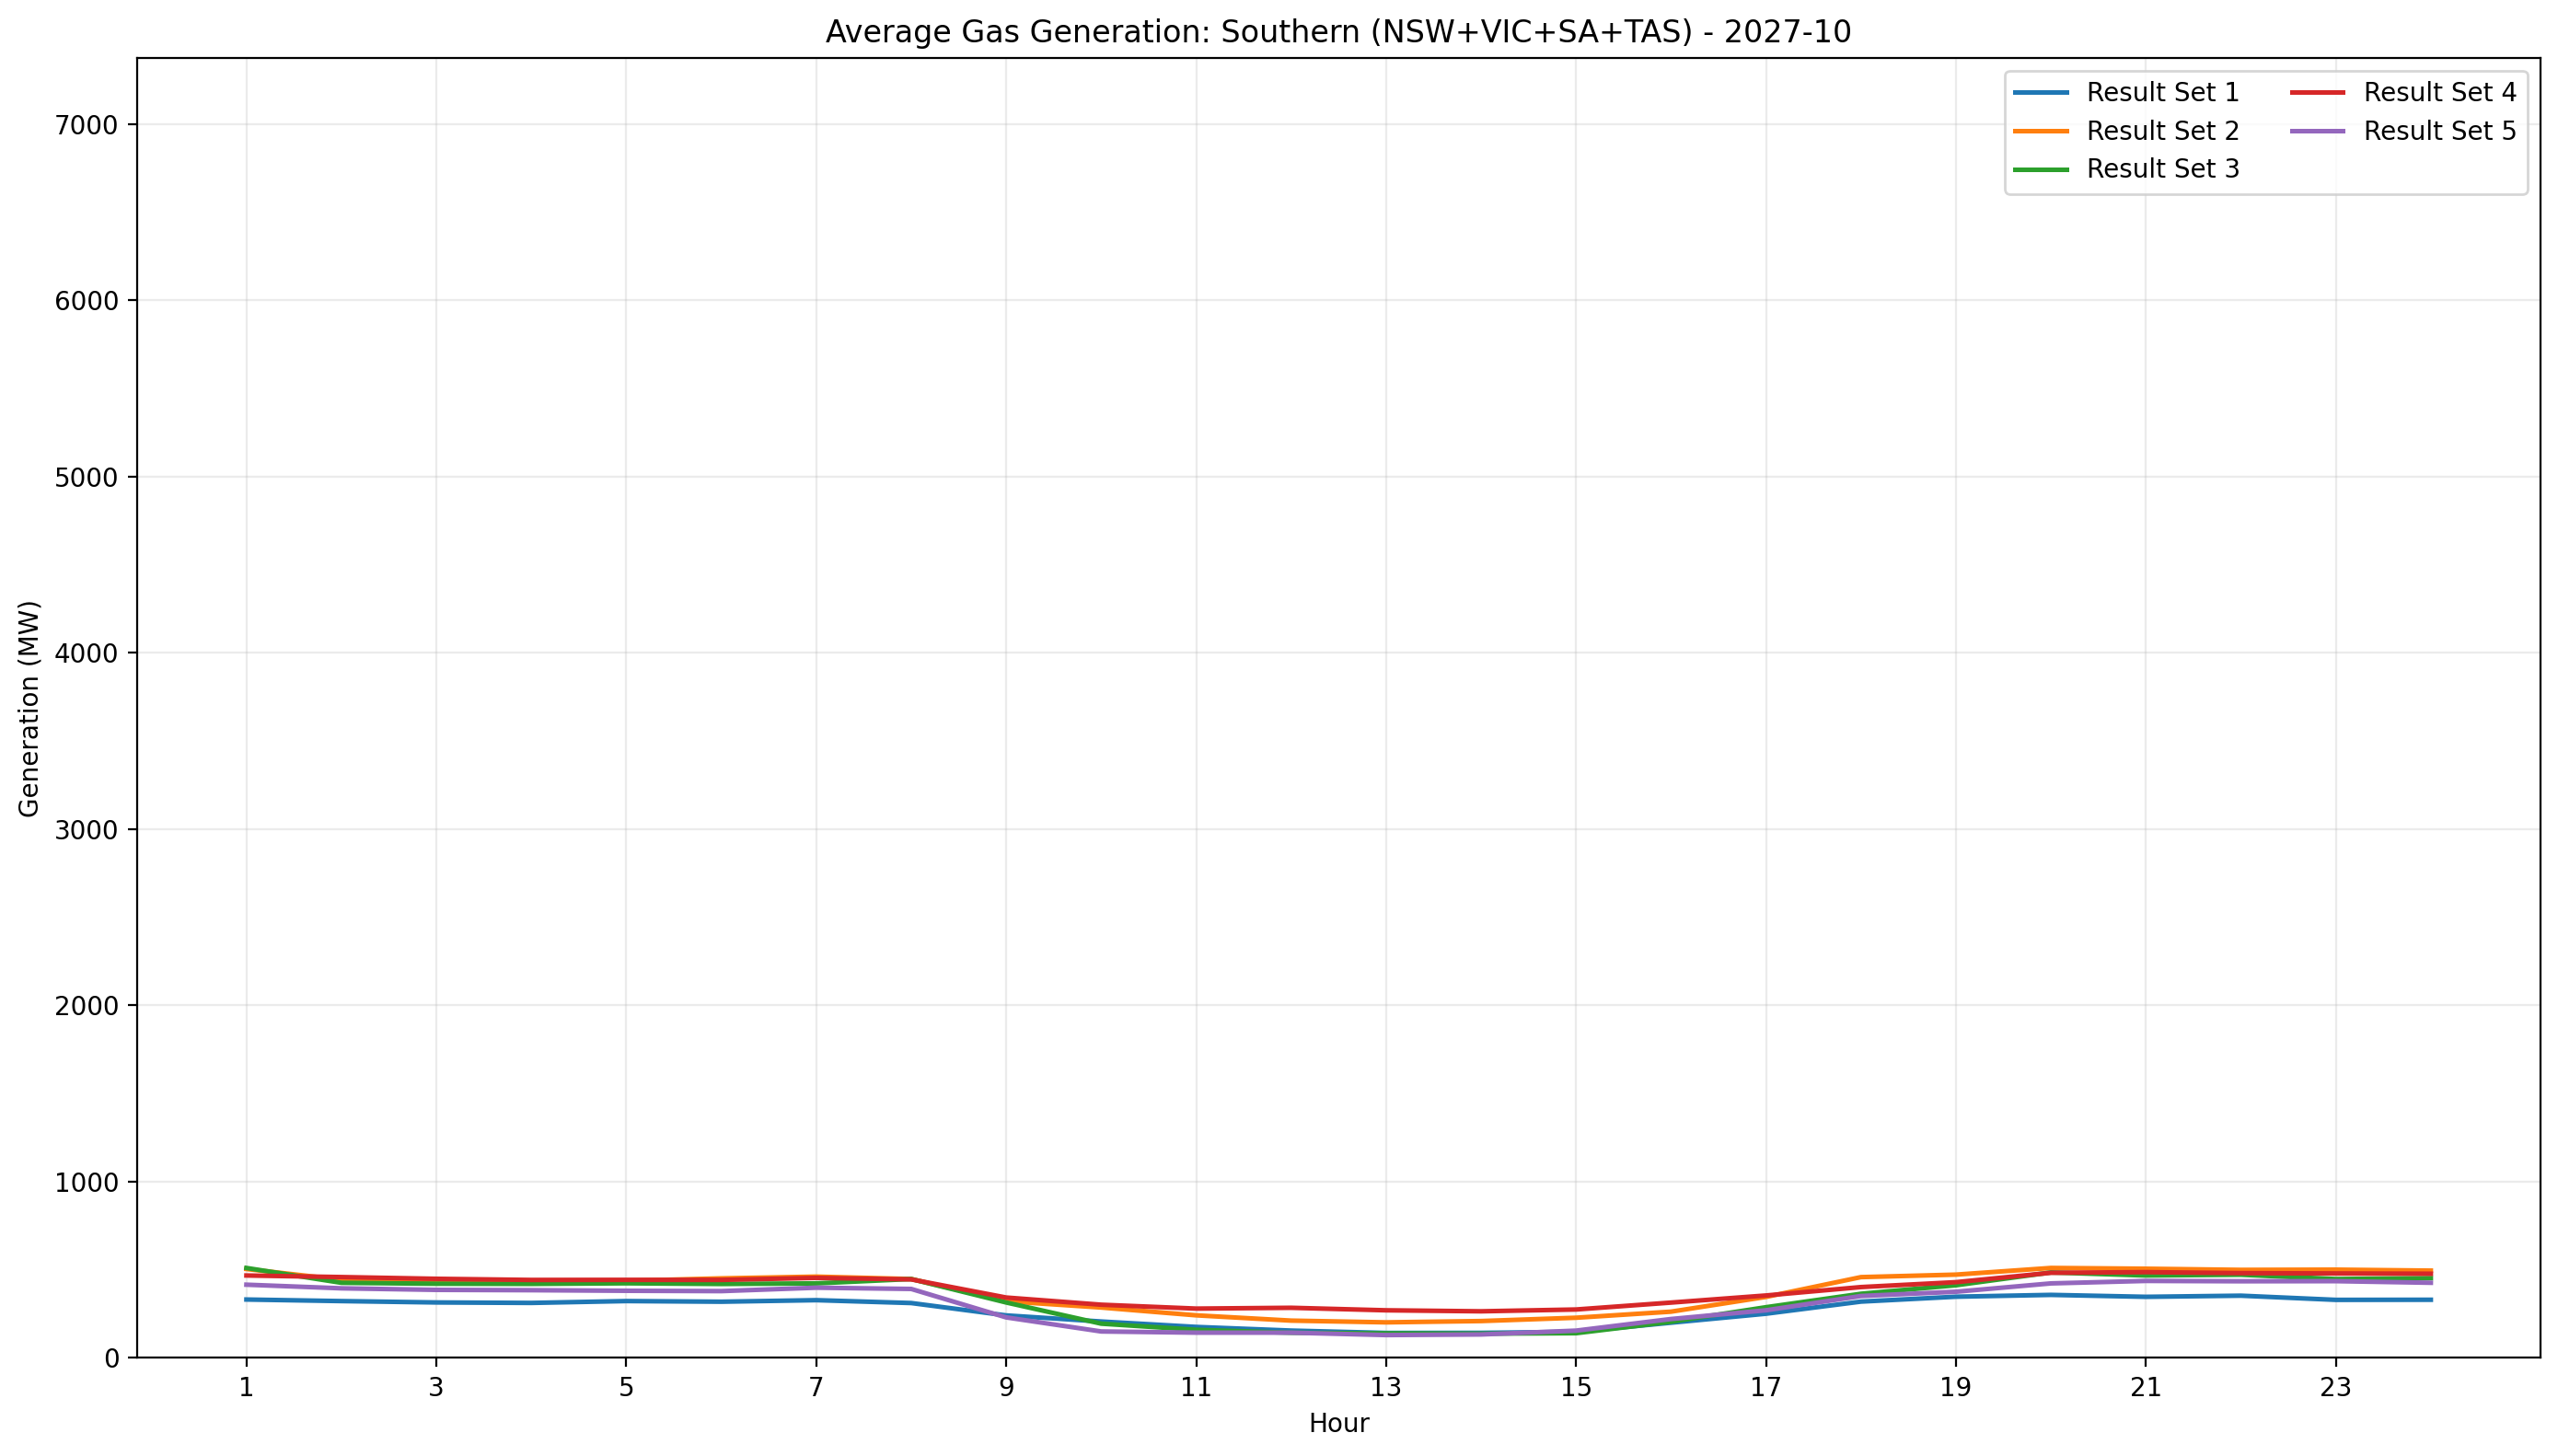 Average Gas Generation: Southern (NSW+VIC+SA+TAS) - 2027-10
Result Set 1
Result Set 2
Result Set 3
Result Set 4
Result Set 5
Generation (MW)
7000
6000
5000
4000
3000
2000
1000
0
1 3 5 7 9 11 13 15 17 19 21 23
Hour